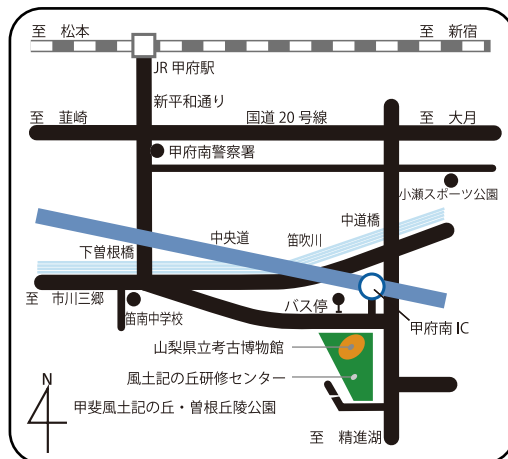 至 松本
至 新宿
JR 甲府駅
新平和通り
至 韮崎
国道 20 号線
至 大月
甲府南警察署
小瀬スポーツ公園
中道橋
笛吹川
中央道
下曽根橋
至 市川三郷
笛南中学校
バス停
甲府南 IC
山梨県立考古博物館
風土記の丘研修センター
甲斐風土記の丘・曽根丘陵公園
N
至 精進湖